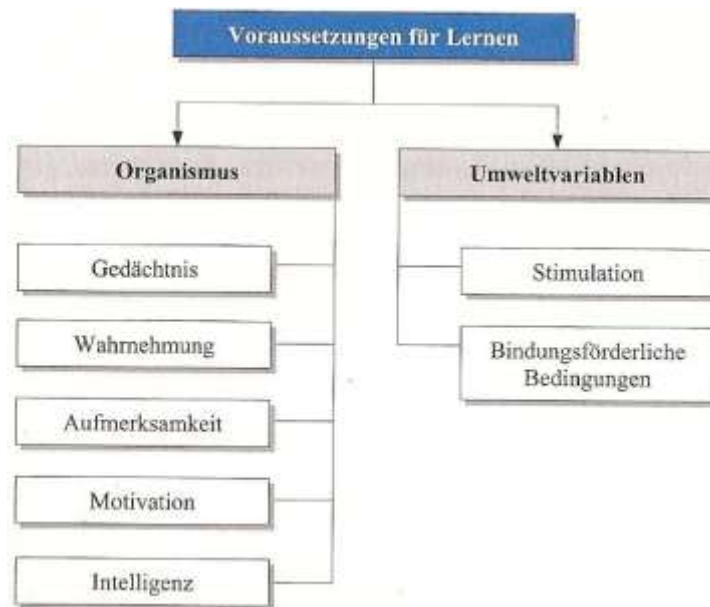 Voraussetzungen für Lernen
Organismus
Gedächtnis
Wahrnehmung
Aufmerksamkeit
Motivation
Intelligenz
Umweltvariablen
Stimulation
Bindungsförderliche
Bedingungen